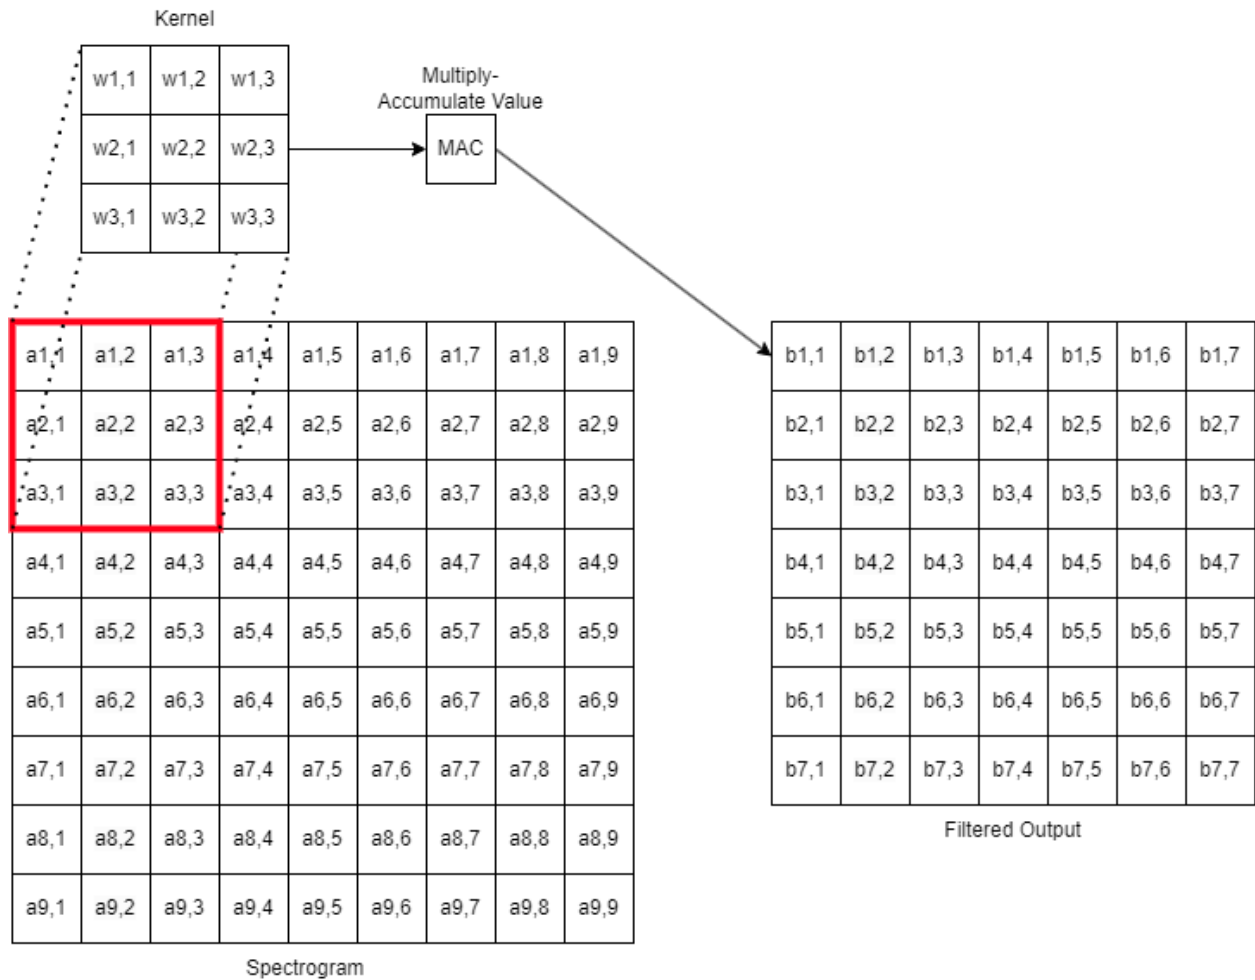 Kernel
w1,1 w1,2 w1,3
Multiply-
Accumulate Value
w2,1 w2,2 w2,3
MAC
w3,1 w3,2 w3,3
a1,1 a1,2 a1,3 a1,4 a1,5 a1,6 a1,7 a1,8 a1,9
a2,1 a2,2 a2,3 a2,4 a2,5 a2,6 a2,7 a2,8 a2,9
a3,1 a3,2 a3,3 a3,4 a3,5 a3,6 a3,7 a3,8 a3,9
a4,1 a4,2 a4,3 a4,4 a4,5 a4,6 a4,7 a4,8 a4,9
a5,1 a5,2 a5,3 a5,4 a5,5 a5,6 a5,7 a5,8 a5,9
a6,1 a6,2 a6,3 a6,4 a6,5 a6,6 a6,7 a6,8 a6,9
a7,1 a7,2 a7,3 a7,4 a7,5 a7,6 a7,7 a7,8 a7,9
a8,1 a8,2 a8,3 a8,4 a8,5 a8,6 a8,7 a8,8 a8,9
a9,1 a9,2 a9,3 a9,4 a9,5 a9,6 a9,7 a9,8 a9,9
Spectrogram
b1,1 b1,2 b1,3 b1,4 b1,5 b1,6 b1,7
b2,1 b2,2 b2,3 b2,4 b2,5 b2,6 b2,7
b3,1 b3,2 b3,3 b3,4 b3,5 b3,6 b3,7
b4,1 b4,2 b4,3 b4,4 b4,5 b4,6 b4,7
b5,1 b5,2 b5,3 b5,4 b5,5 b5,6 b5,7
b6,1 b6,2 b6,3 b6,4 b6,5 b6,6 b6,7
b7,1 b7,2 b7,3 b7,4 b7,5 b7,6 b7,7
Filtered Output